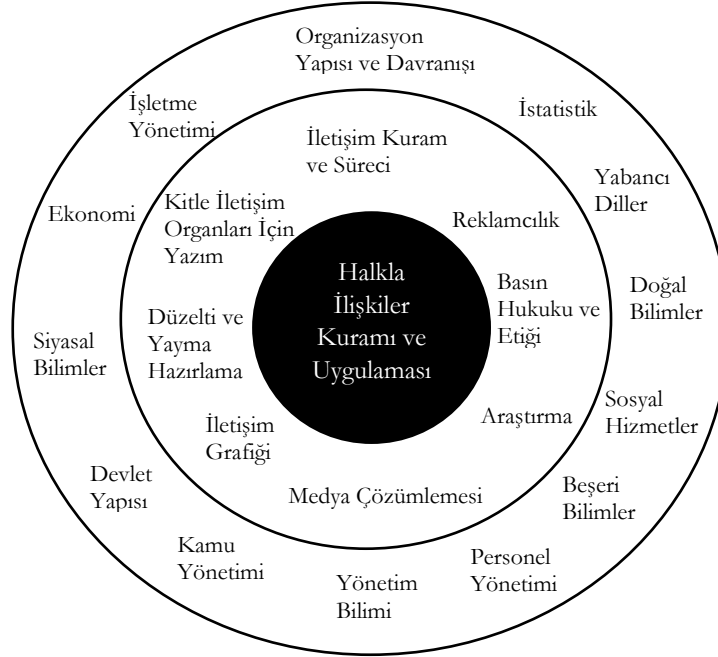 Organizasyon
Yapısı ve Davranışı
İşletme
Yönetimi
İstatistik
İletişim Kuram
ve Süreci
Yabancı
Diller
Ekonomi
Kitle İletişim
Organları İçin
Yazım
Reklamcılık
Halkla
İlişkiler
Kuramı ve
Uygulaması
Basın
Hukuku ve
Etiği
Doğal
Bilimler
Siyasal
Bilimler
Düzelti ve
Yayma
Hazırlama
Sosyal
Hizmetler
Araştırma
İletişim
Grafiği
Devlet
Yapısı
Medya Çözümlemesi
Beşeri
Bilimler
Kamu
Yönetimi
Yönetim
Bilimi
Personel
Yönetimi